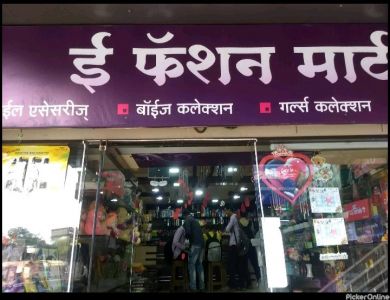 ई फॅशन मार्ट
ईल एसेसरीज् ▪ बॉईज कलेक्शन ▪ गर्ल्स कलेक्शन
PickerOnline